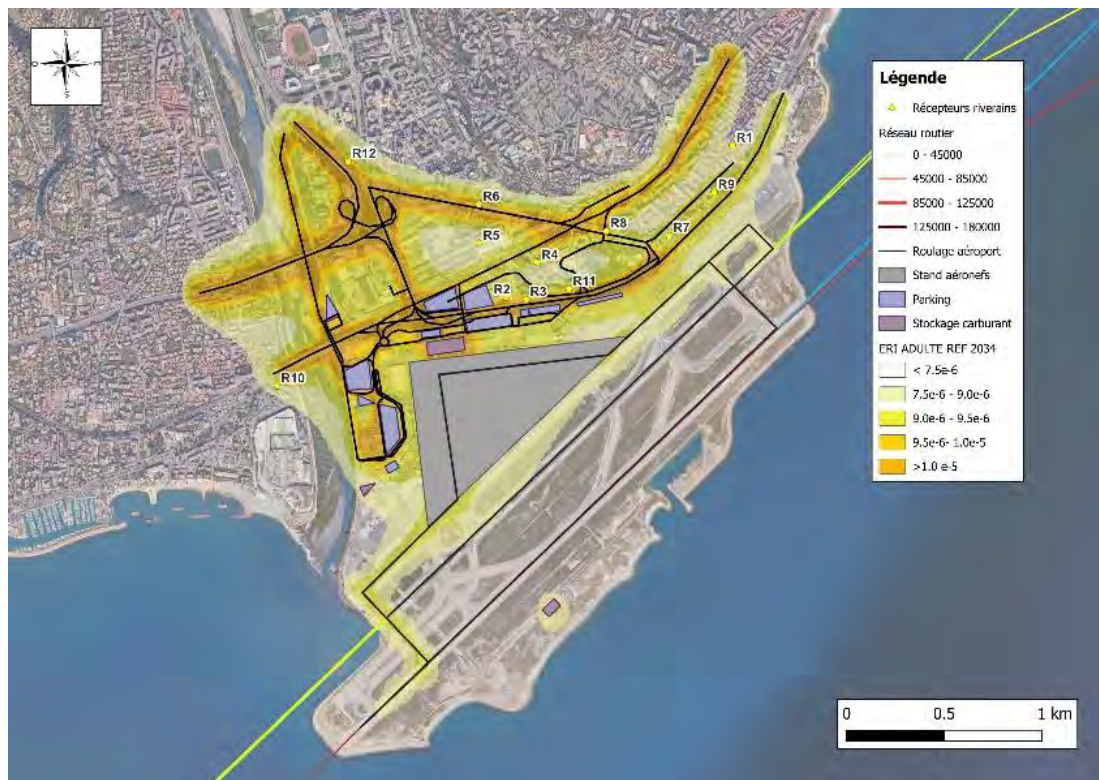 N
O
E
S
R1
R12
R9
R6
R8
R7
R5
R4
R11
R2
R3
R10
Légende
Récepteurs riverains
Réseau routier
0 - 45000
45000 - 85000
85000 - 125000
125000 - 180000
Roulage aéroport
Stand aéronefs
Parking
Stockage carburant
ERI ADULTE REF 2034
< 7.5e-6
7.5e-6 - 9.0e-6
9.0e-6 - 9.5e-6
9.5e-6- 1.0e-5
>1.0 e-5
0 0.5 1 km